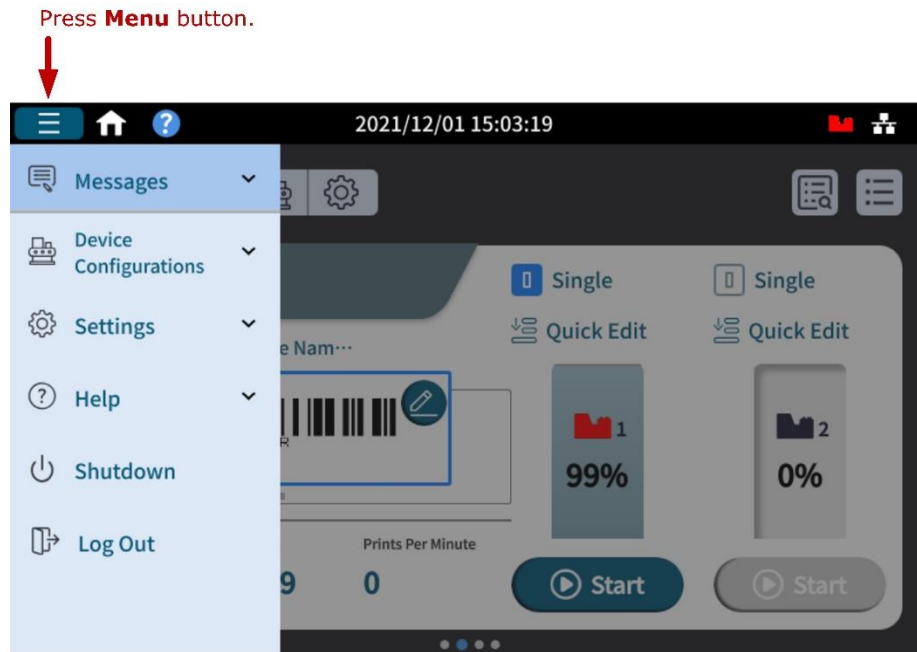 Press Menu button.
2021/12/01 15:03:19
Messages
Device
Configurations
Settings
Help
Shutdown
Log Out
Single
Single
Quick Edit
Quick Edit
e Nam…
R
1
2
99%
0%
Prints Per Minute
9
0
Start
Start